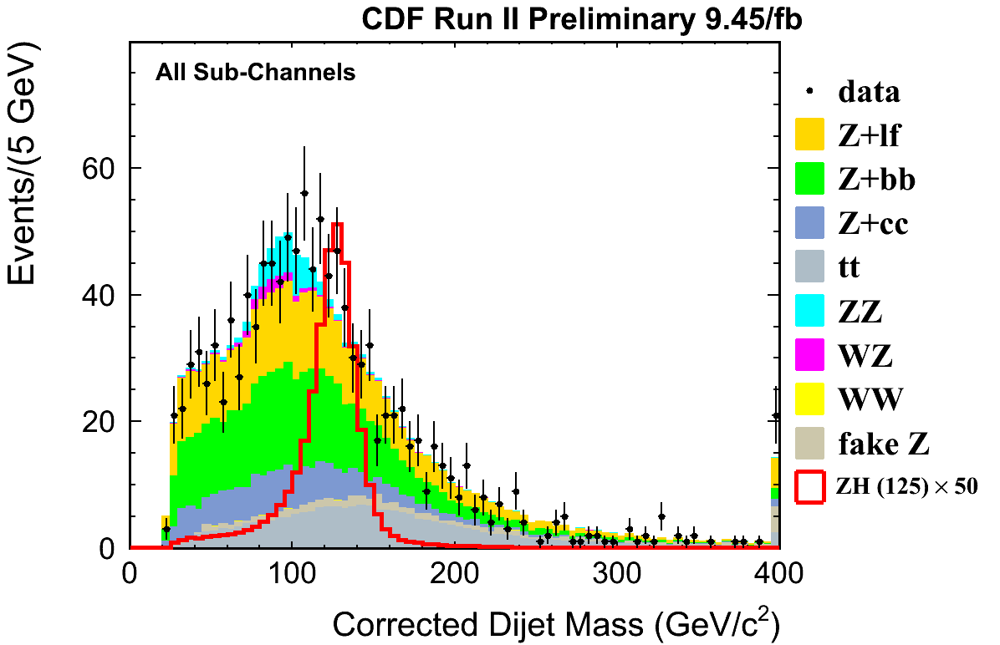 CDF Run II Preliminary 9.45/fb
All Sub-Channels
Events/(5 GeV)
60
40
20
0
0 100 200 300 400
Corrected Dijet Mass (GeV/c²)
data
Z+lf
Z+bb
Z+cc
tt
ZZ
WZ
WW
fake Z
ZH (125) × 50